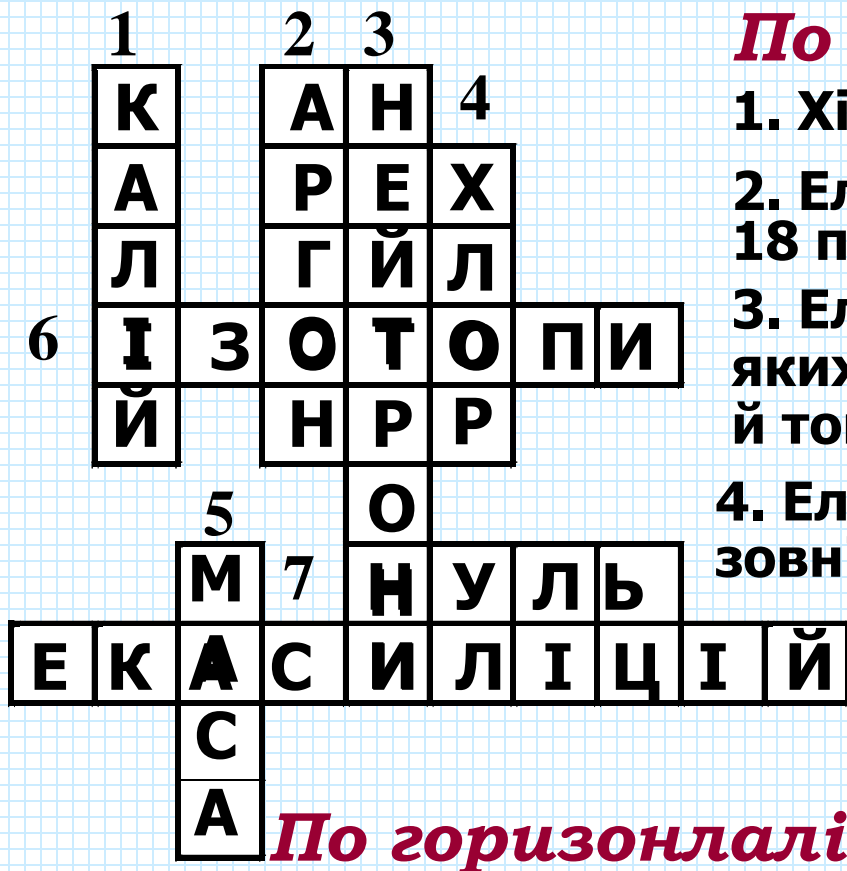 1 2 3
По
К А Н 4
1. Хі
А Р Е Х
2. Ел
Л Г Й Л
18 п
3. Ел
6 І З О Т О П И
яких
Й Н Р Р
й то
О
4. Ел
5
зовн
М 7 Н У Л Ь
Е К А С И Л І Ц І Й
С
А
По горизонлалі